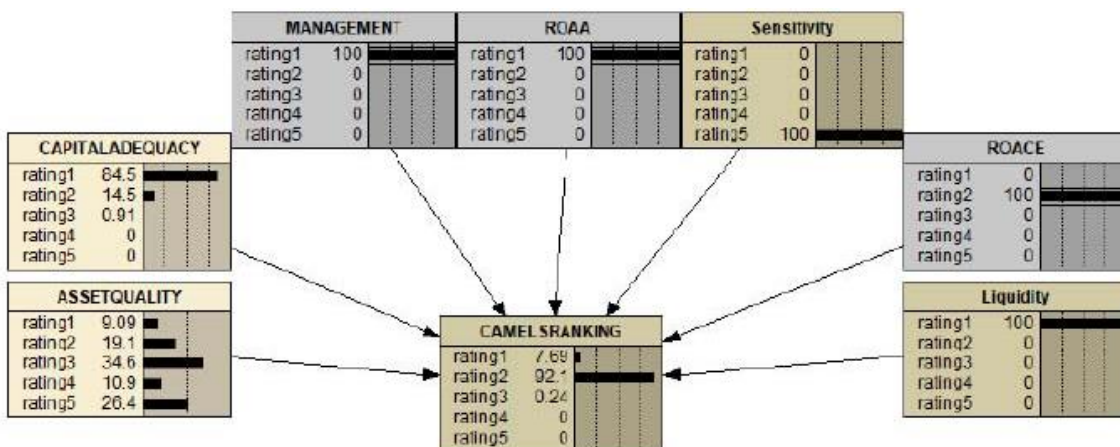 MANAGEMENT
rating1 100
rating2 0
rating3 0
rating4 0
rating5 0
ROAA
rating1 100
rating2 0
rating3 0
rating4 0
rating5 0
Sensitivity
rating1 0
rating2 0
rating3 0
rating4 0
rating5 100
CAPITALADEQUACY
rating1 84.5
rating2 14.5
rating3 0.91
rating4 0
rating5 0
ROACE
rating1 0
rating2 100
rating3 0
rating4 0
rating5 0
ASSETQUALITY
rating1 9.09
rating2 19.1
rating3 34.6
rating4 10.9
rating5 26.4
CAMELSRANKING
rating1 7.69
rating2 92.1
rating3 0.24
rating4 0
rating5 0
Liquidity
rating1 100
rating2 0
rating3 0
rating4 0
rating5 0